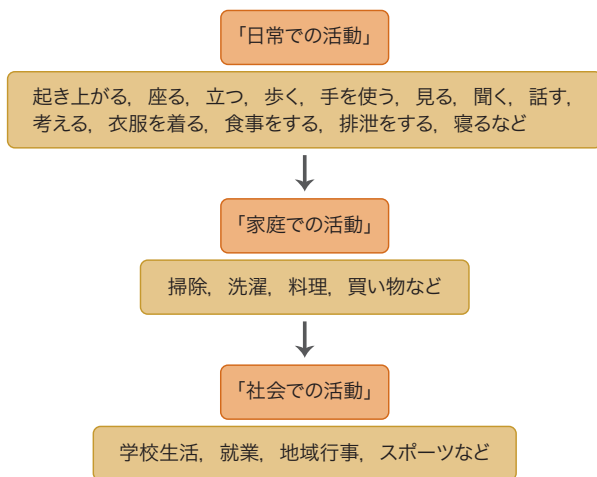 「日常での活動」
起き上がる, 座る, 立つ, 歩く, 手を使う, 見る, 聞く, 話す,
考える, 衣服を着る, 食事をする, 排泄をする, 寝るなど
「家庭での活動」
掃除, 洗濯, 料理, 買い物など
「社会での活動」
学校生活, 就業, 地域行事, スポーツなど